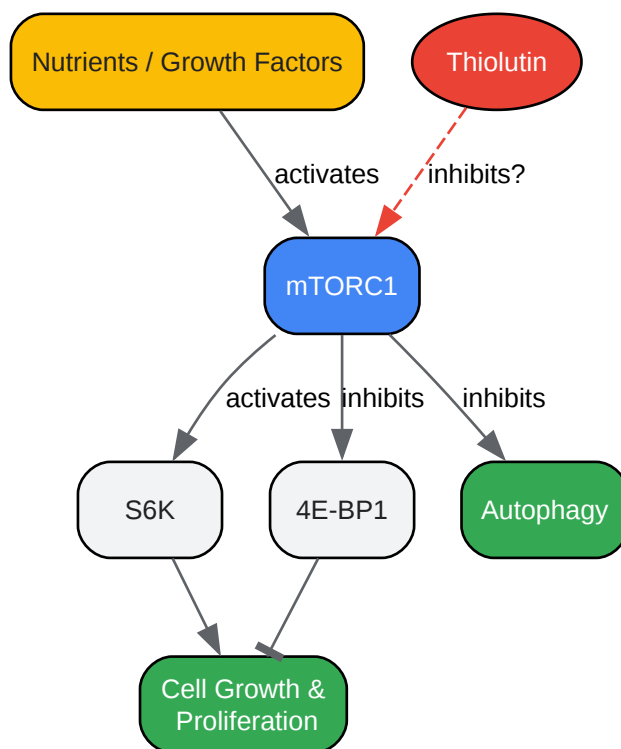 Nutrients / Growth Factors
Thiolutin
activates
inhibits?
mTORC1
activates
inhibits
inhibits
S6K
4E-BP1
Autophagy
Cell Growth &
Proliferation